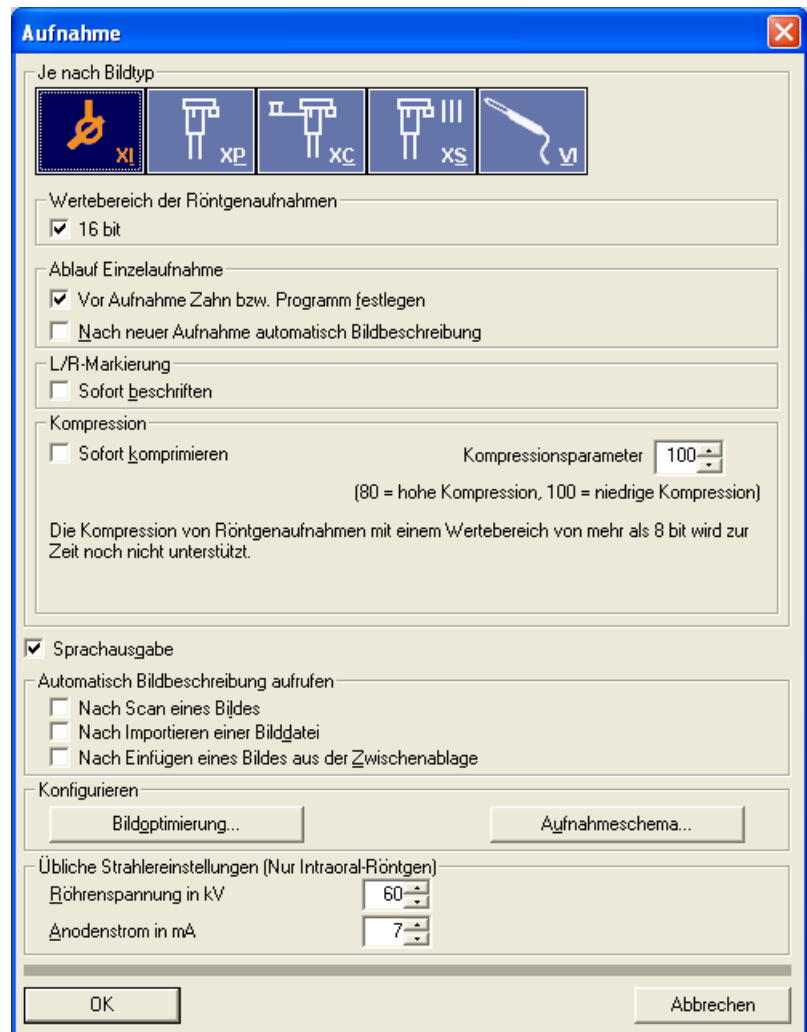 Aufnahme
Je nach Bildtyp
XI XP XC XS VI
Wertebereich der Röntgenaufnahmen
16 bit
Ablauf Einzelaufnahme
Vor Aufnahme Zahn bzw. Programm festlegen
Nach neuer Aufnahme automatisch Bildbeschreibung
L/R-Markierung
Sofort beschriften
Kompression
Sofort komprimieren Kompressionsparameter 100
(80 = hohe Kompression, 100 = niedrige Kompression)
Die Kompression von Röntgenaufnahmen mit einem Wertebereich von mehr als 8 bit wird zur
Zeit noch nicht unterstützt.
Sprachausgabe
Automatisch Bildbeschreibung aufrufen
Nach Scan eines Bildes
Nach Importieren einer Bilddatei
Nach Einfügen eines Bildes aus der Zwischenablage
Konfigurieren
Bildoptimierung... Aufnahmeschema...
Übliche Strahlereinstellungen (Nur Intraoral-Röntgen)
Röhrenspannung in kV 60
Anodenstrom in mA 7
OK Abbrechen